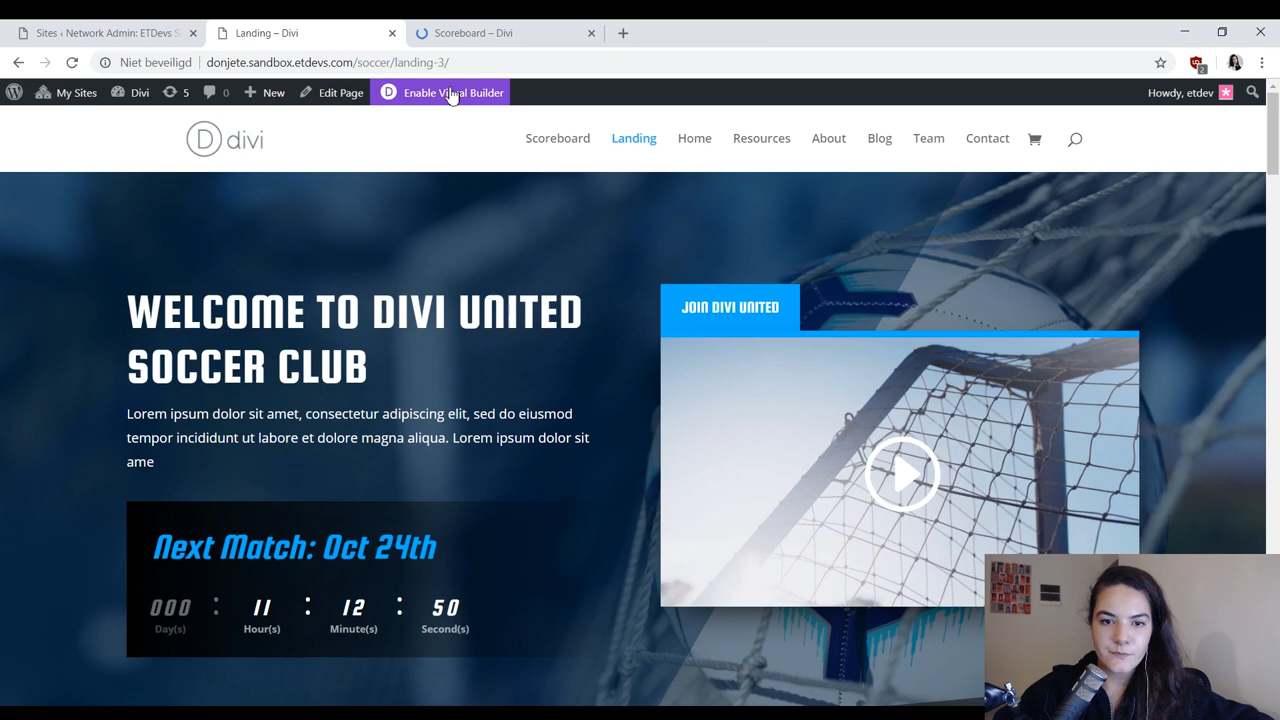 Sites ‹ Network Admin: ETDevs S
Landing – Divi
Scoreboard – Divi
Niet beveiligd
donjete.sandbox.etdevs.com/soccer/landing-3/
2
My Sites
Divi
5
0
New
Edit Page
D
Enable Visual Builder
Howdy, etdev
D divi
Scoreboard
Landing
Home
Resources
About
Blog
Team
Contact
WELCOME TO DIVI UNITED
SOCCER CLUB
Lorem ipsum dolor sit amet, consectetur adipiscing elit, sed do eiusmod
tempor incididunt ut labore et dolore magna aliqua. Lorem ipsum dolor sit
ame
Next Match: Oct 24th
000 : 11 : 12 : 50
Day(s) Hour(s) Minute(s) Second(s)
JOIN DIVI UNITED